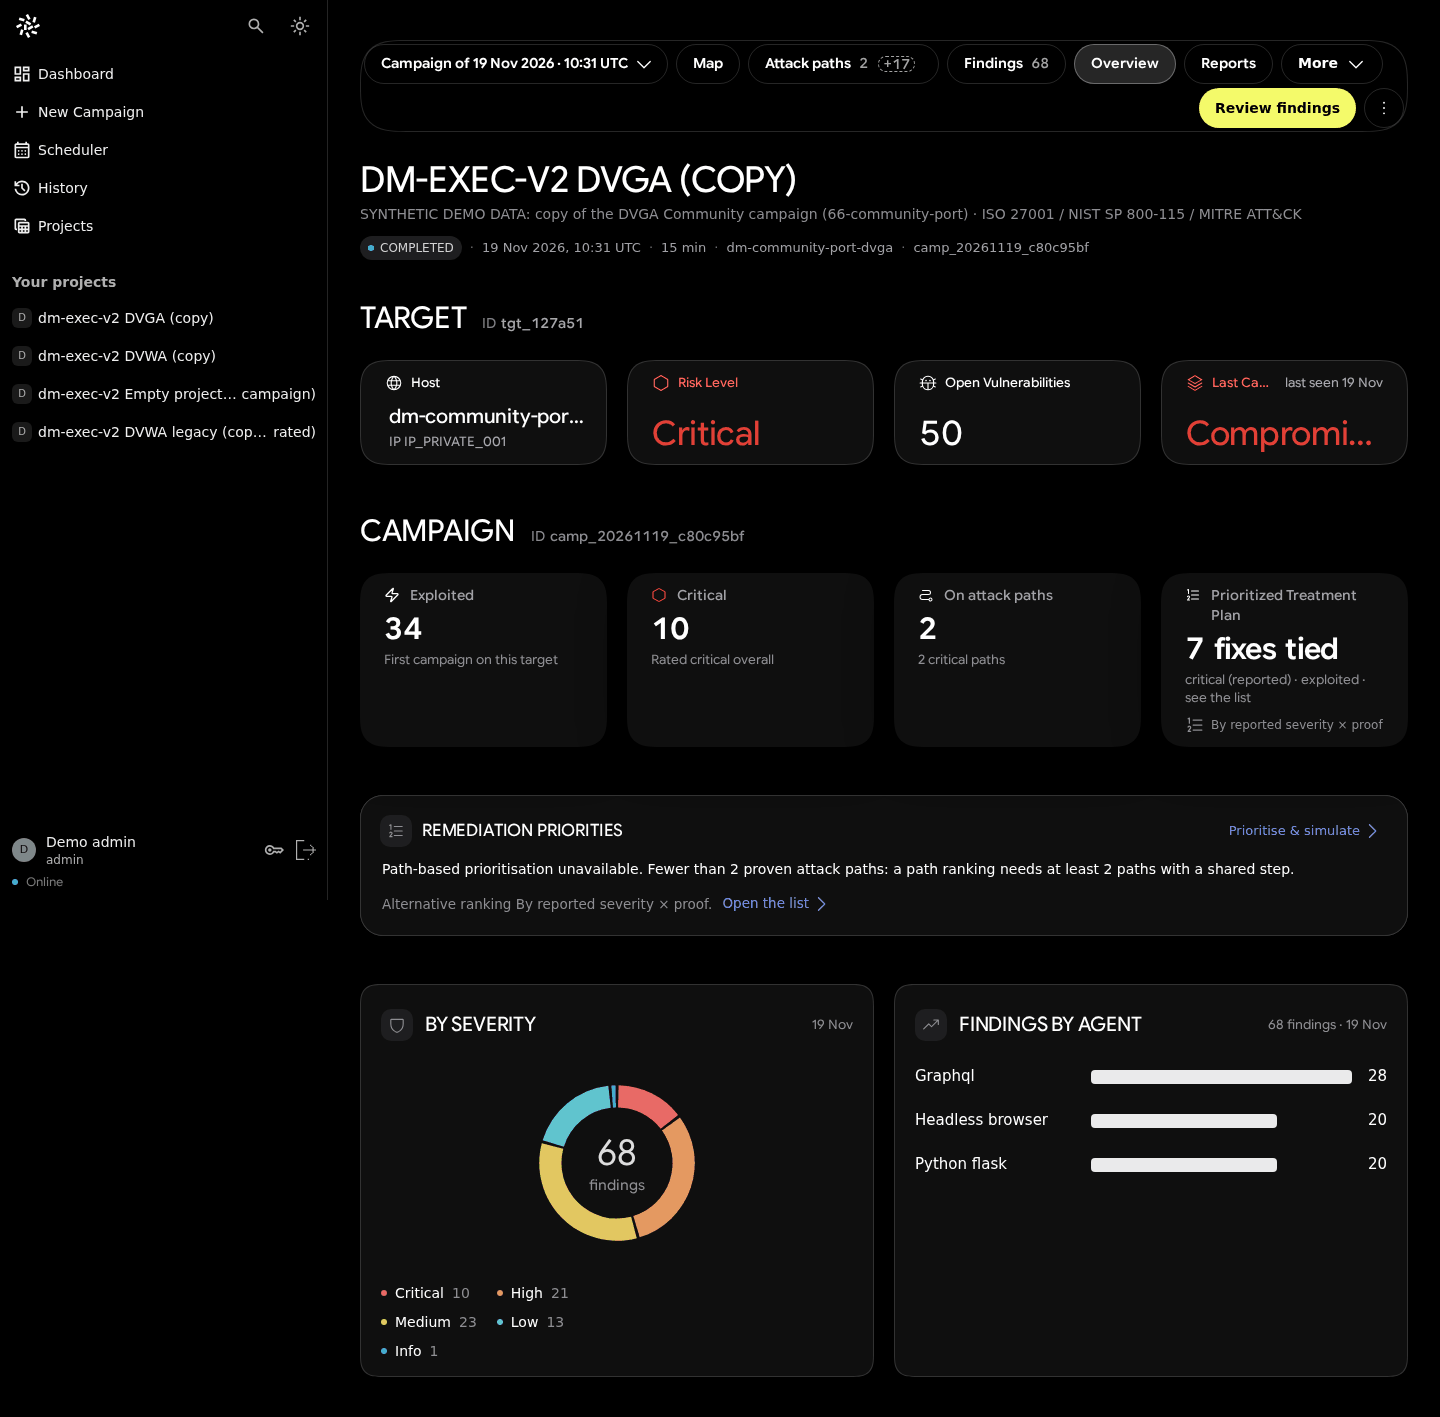 Dashboard
New Campaign
Scheduler
History
Projects
Your projects
D dm-exec-v2 DVGA (copy)
D dm-exec-v2 DVWA (copy)
D dm-exec-v2 Empty project… campaign)
D dm-exec-v2 DVWA legacy (cop… rated)
D Demo admin
admin
Online
Campaign of 19 Nov 2026 · 10:31 UTC Map Attack paths 2 +17 Findings 68 Overview Reports More
Review findings
DM-EXEC-V2 DVGA (COPY)
SYNTHETIC DEMO DATA: copy of the DVGA Community campaign (66-community-port) · ISO 27001 / NIST SP 800-115 / MITRE ATT&CK
COMPLETED · 19 Nov 2026, 10:31 UTC · 15 min · dm-community-port-dvga · camp_20261119_c80c95bf
TARGET ID tgt_127a51
Host
dm-community-por…
IP IP_PRIVATE_001
Risk Level
Critical
Open Vulnerabilities
50
Last Ca… last seen 19 Nov
Compromi…
CAMPAIGN ID camp_20261119_c80c95bf
Exploited
34
First campaign on this target
Critical
10
Rated critical overall
On attack paths
2
2 critical paths
Prioritized Treatment
Plan
7 fixes tied
critical (reported) · exploited ·
see the list
By reported severity × proof
REMEDIATION PRIORITIES Prioritise & simulate
Path-based prioritisation unavailable. Fewer than 2 proven attack paths: a path ranking needs at least 2 paths with a shared step.
Alternative ranking By reported severity × proof. Open the list
BY SEVERITY 19 Nov
68
findings
Critical 10 High 21
Medium 23 Low 13
Info 1
FINDINGS BY AGENT 68 findings · 19 Nov
Graphql 28
Headless browser 20
Python flask 20